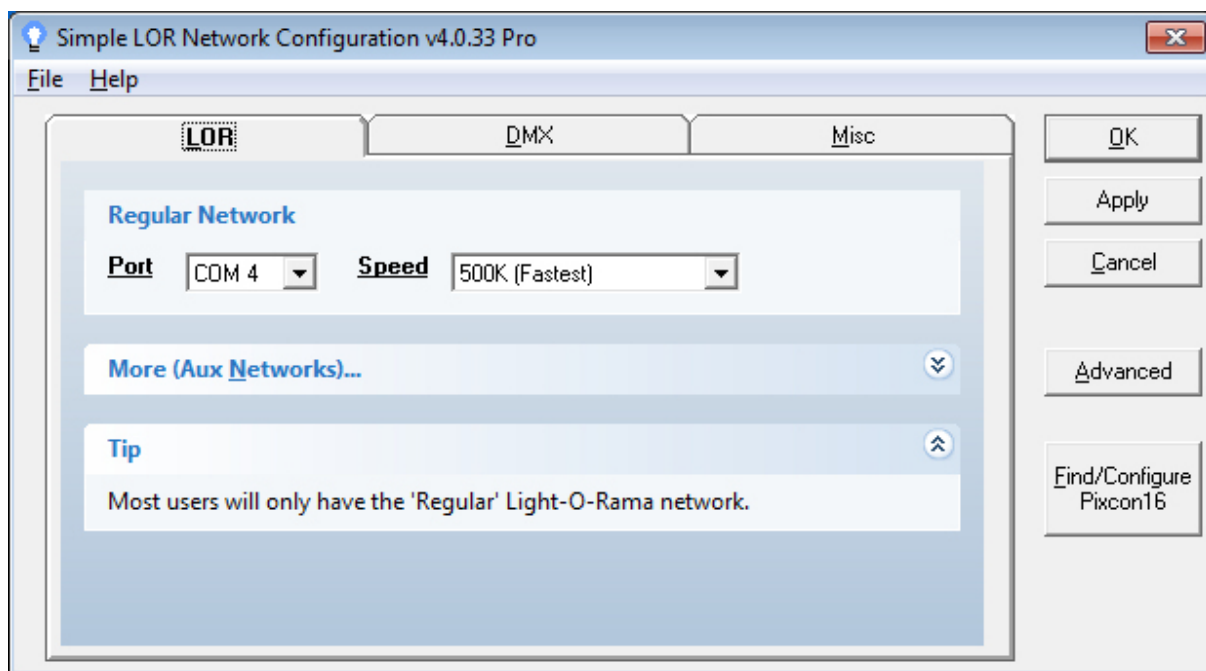 Simple LOR Network Configuration v4.0.33 Pro
File Help
LOR DMX Misc
OK
Apply
Cancel
Advanced
Find/Configure
Pixcon16
Regular Network
Port COM 4 Speed 500K (Fastest)
More (Aux Networks)...
Tip
Most users will only have the 'Regular' Light-O-Rama network.